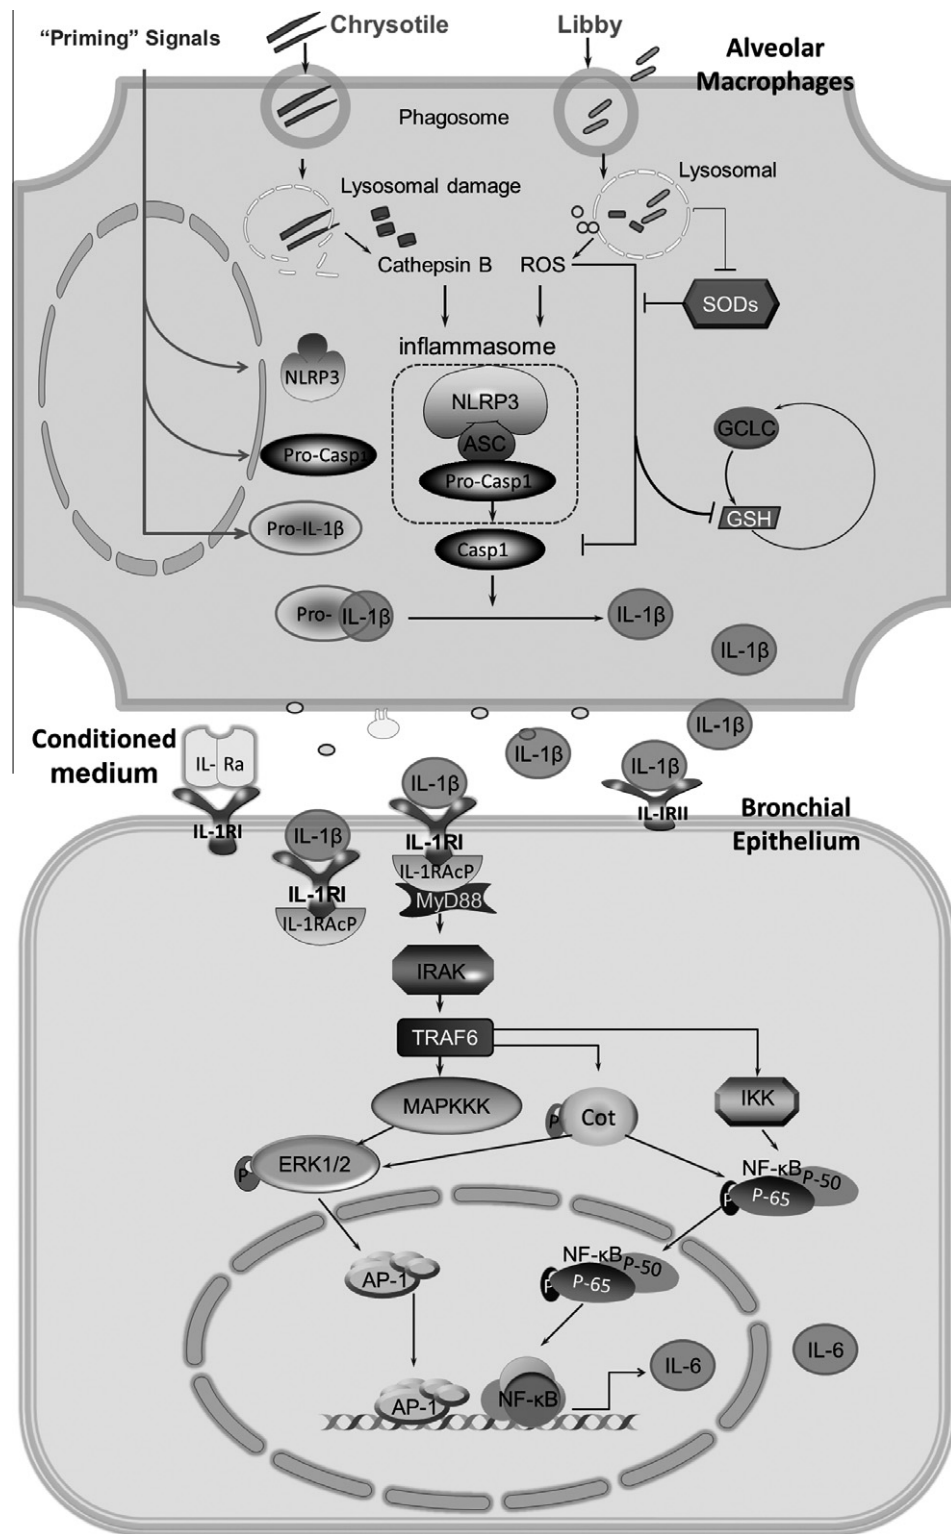 "Priming" Signals
Chrysotile
Libby
Alveolar
Macrophages
Phagosome
Lysosomal damage
Lysosomal
Cathepsin B
ROS
SODs
inflammasome
NLRP3
NLRP3
ASC
GCLC
Pro-Casp1
Pro-Casp1
GSH
Pro-IL-1β
Casp1
Pro-
IL-1β
IL-1β
IL-1β
IL-1β
Conditioned
medium
IL-
Ra
IL-1β
IL-1β
IL-1β
IL-1RI
IL-1β
IL-1RI
IL-IRII
Bronchial
Epithelium
IL-1RI
IL-1RAcP
IL-1RAcP
MyD88
IRAK
TRAF6
MAPKKK
P
Cot
IKK
P
ERK1/2
NF-κB
P-50
P
P-65
AP-1
NF-κB
P-50
P
P-65
IL-6
IL-6
AP-1
NF-κB